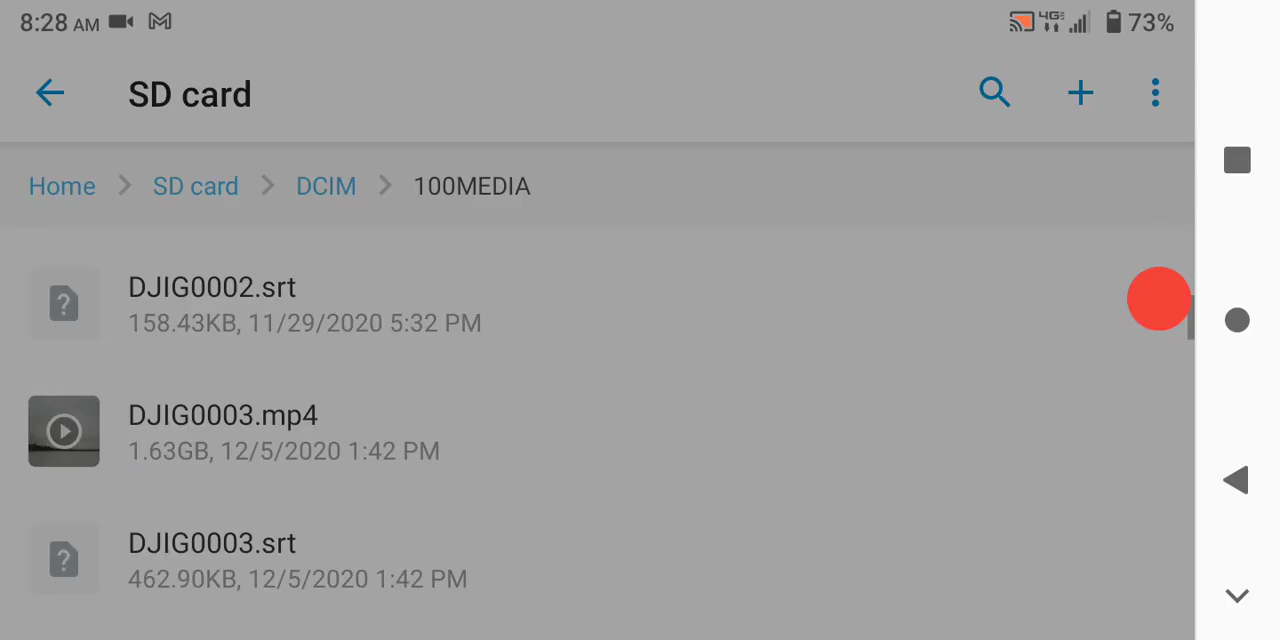 8:28 AM
4GE 73%
SD card
Home > SD card > DCIM > 100MEDIA
DJIG0002.srt
158.43KB, 11/29/2020 5:32 PM
DJIG0003.mp4
1.63GB, 12/5/2020 1:42 PM
DJIG0003.srt
462.90KB, 12/5/2020 1:42 PM